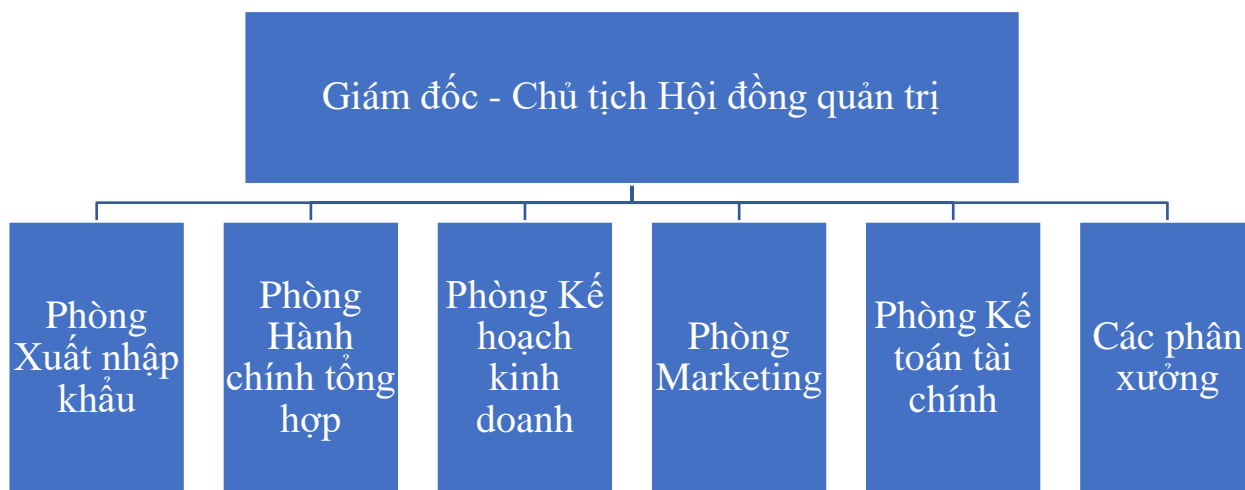 Giám đốc - Chủ tịch Hội đồng quản trị
Phòng
Xuất nhập
khẩu
Phòng
Hành
chính tổng
hợp
Phòng Kế
hoạch
kinh
doanh
Phòng
Marketing
Phòng Kế
toán tài
chính
Các phân
xưởng